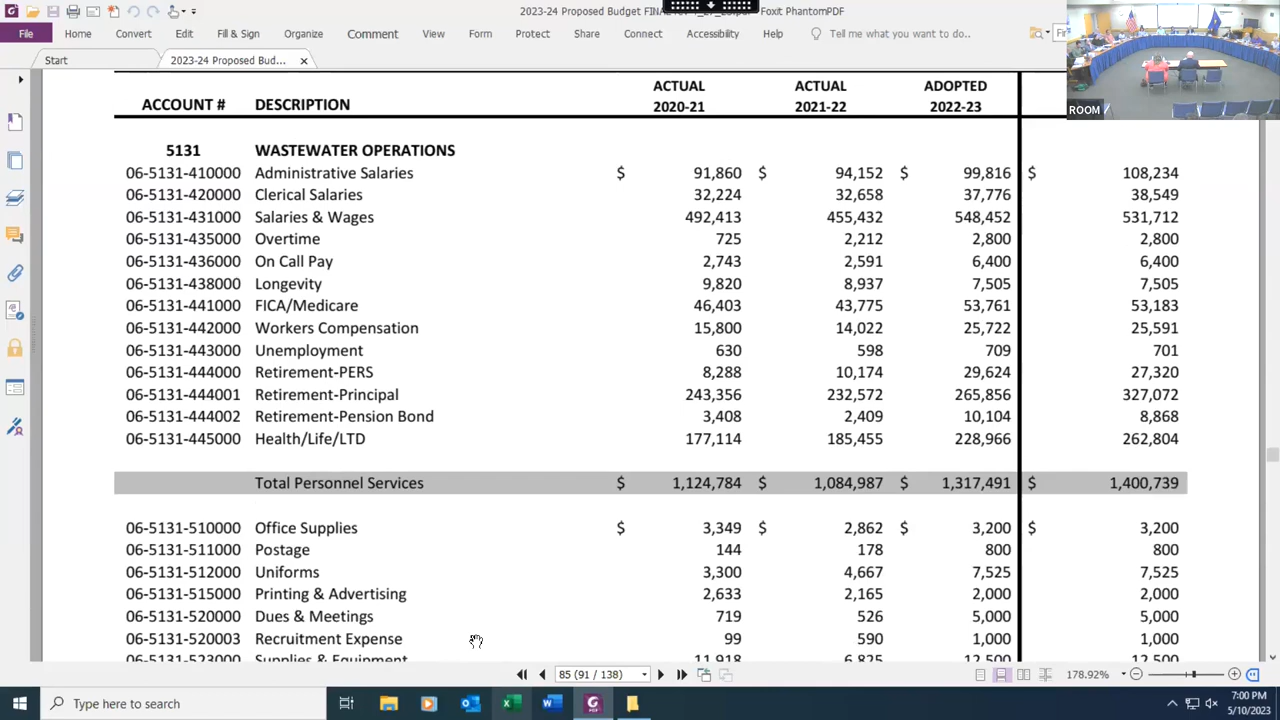 2023-24 Proposed Budget FINAL
Foxit PhantomPDF
File Home Convert Edit Fill & Sign Organize Comment View Form Protect Share Connect Accessibility Help Tell me what you want to do..
Start 2023-24 Proposed Bud... ×
ROOM
ACTUAL ACTUAL ADOPTED
ACCOUNT # DESCRIPTION 2020-21 2021-22 2022-23
5131 WASTEWATER OPERATIONS
06-5131-410000 Administrative Salaries $ 91,860 $ 94,152 $ 99,816 $ 108,234
06-5131-420000 Clerical Salaries 32,224 32,658 37,776 38,549
06-5131-431000 Salaries & Wages 492,413 455,432 548,452 531,712
06-5131-435000 Overtime 725 2,212 2,800 2,800
06-5131-436000 On Call Pay 2,743 2,591 6,400 6,400
06-5131-438000 Longevity 9,820 8,937 7,505 7,505
06-5131-441000 FICA/Medicare 46,403 43,775 53,761 53,183
06-5131-442000 Workers Compensation 15,800 14,022 25,722 25,591
06-5131-443000 Unemployment 630 598 709 701
06-5131-444000 Retirement-PERS 8,288 10,174 29,624 27,320
06-5131-444001 Retirement-Principal 243,356 232,572 265,856 327,072
06-5131-444002 Retirement-Pension Bond 3,408 2,409 10,104 8,868
06-5131-445000 Health/Life/LTD 177,114 185,455 228,966 262,804
Total Personnel Services $ 1,124,784 $ 1,084,987 $ 1,317,491 $ 1,400,739
06-5131-510000 Office Supplies $ 3,349 $ 2,862 $ 3,200 $ 3,200
06-5131-511000 Postage 144 178 800 800
06-5131-512000 Uniforms 3,300 4,667 7,525 7,525
06-5131-515000 Printing & Advertising 2,633 2,165 2,000 2,000
06-5131-520000 Dues & Meetings 719 526 5,000 5,000
06-5131-520003 Recruitment Expense 99 590 1,000 1,000
06-5131-523000 Supplies & Equipment 11,918 6,825 12,500 12,500
85 (91 / 138) 178.92%
Type here to search
7:00 PM
5/10/2023